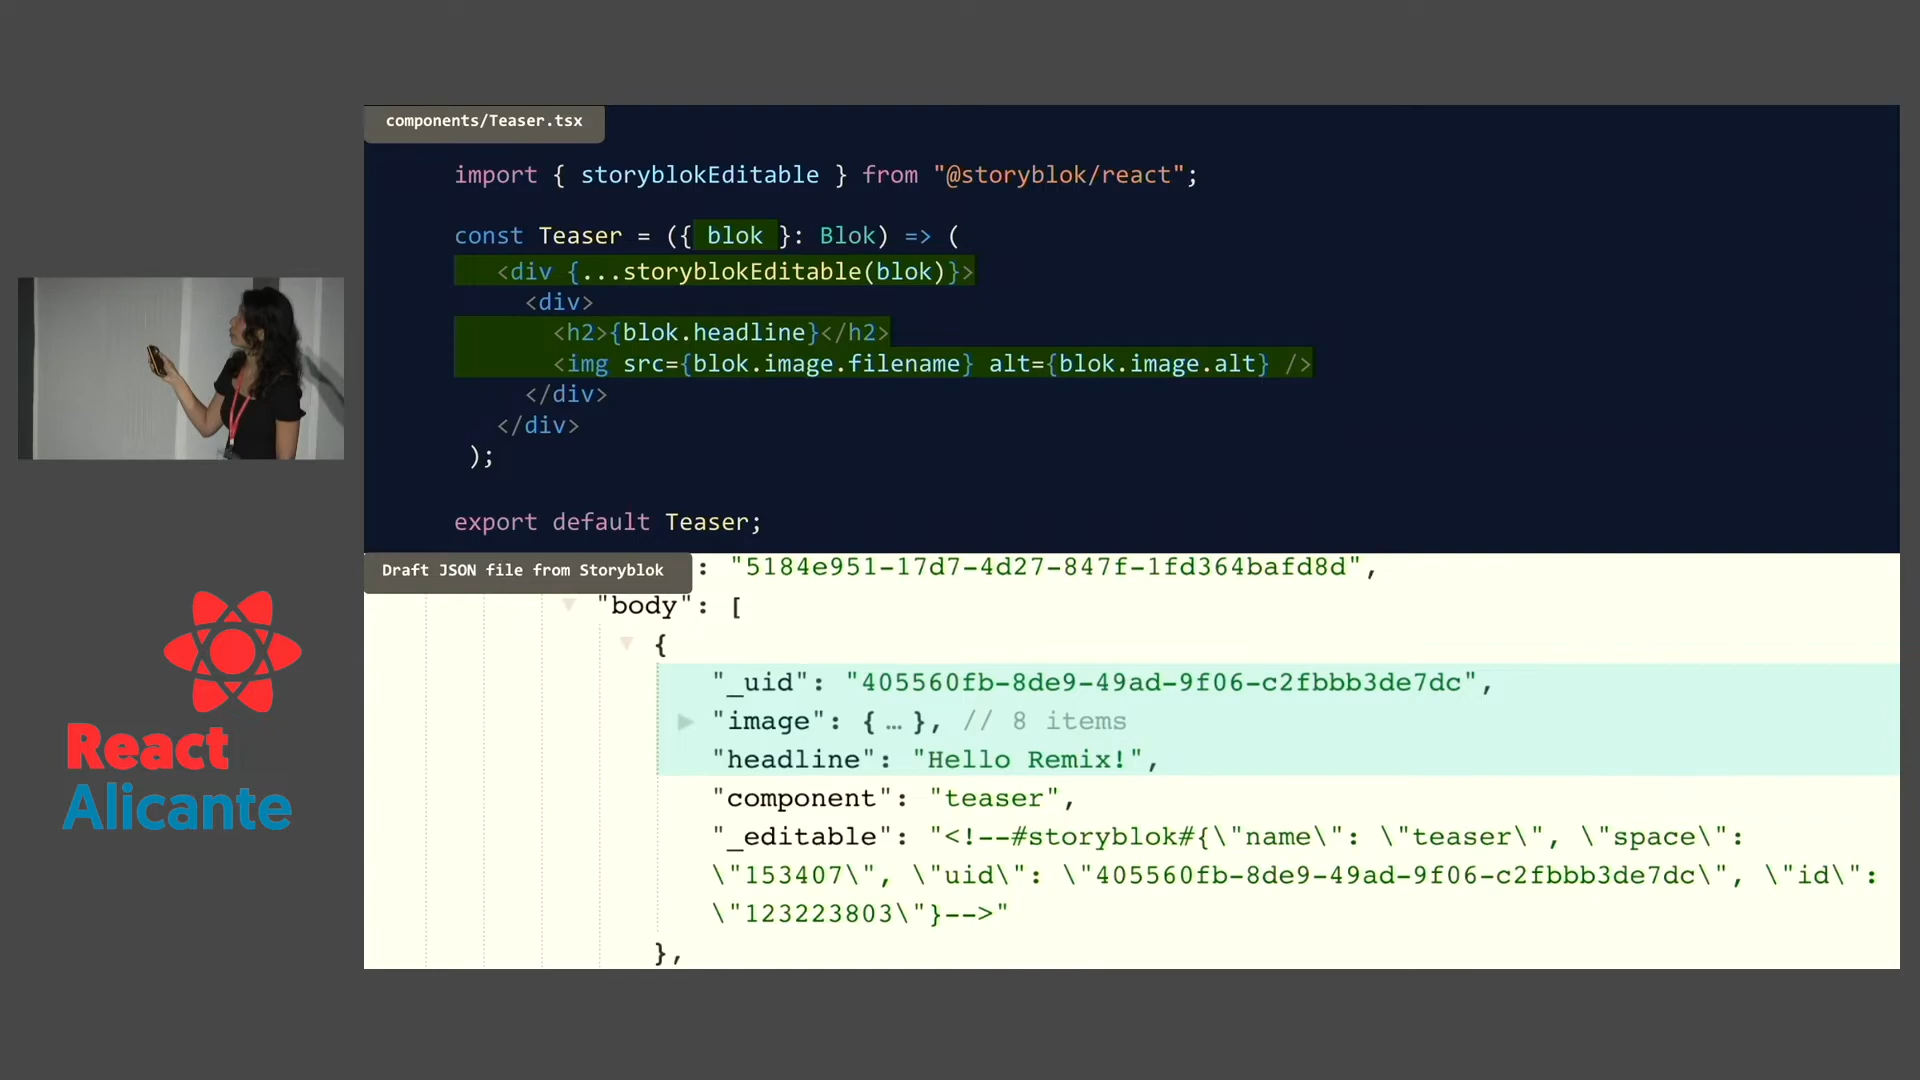 components/Teaser.tsx
import { storyblokEditable } from "@storyblok/react";
const Teaser = ({ blok }: Blok) => (
<div {...storyblokEditable(blok)}>
<div>
<h2>{blok.headline}</h2>
<img src={blok.image.filename} alt={blok.image.alt} />
</div>
</div>
);
export default Teaser;
Draft JSON file from Storyblok
: "5184e951-17d7-4d27-847f-1fd364bafd8d",
"body": [
{
"_uid": "405560fb-8de9-49ad-9f06-c2fbbb3de7dc",
"image": { … }, // 8 items
"headline": "Hello Remix!",
"component": "teaser",
"_editable": "<!--#storyblok#{\"name\": \"teaser\", \"space\":
\"153407\", \"uid\": \"405560fb-8de9-49ad-9f06-c2fbbb3de7dc\", \"id\":
\"123223803\"}-->"
},
React
Alicante